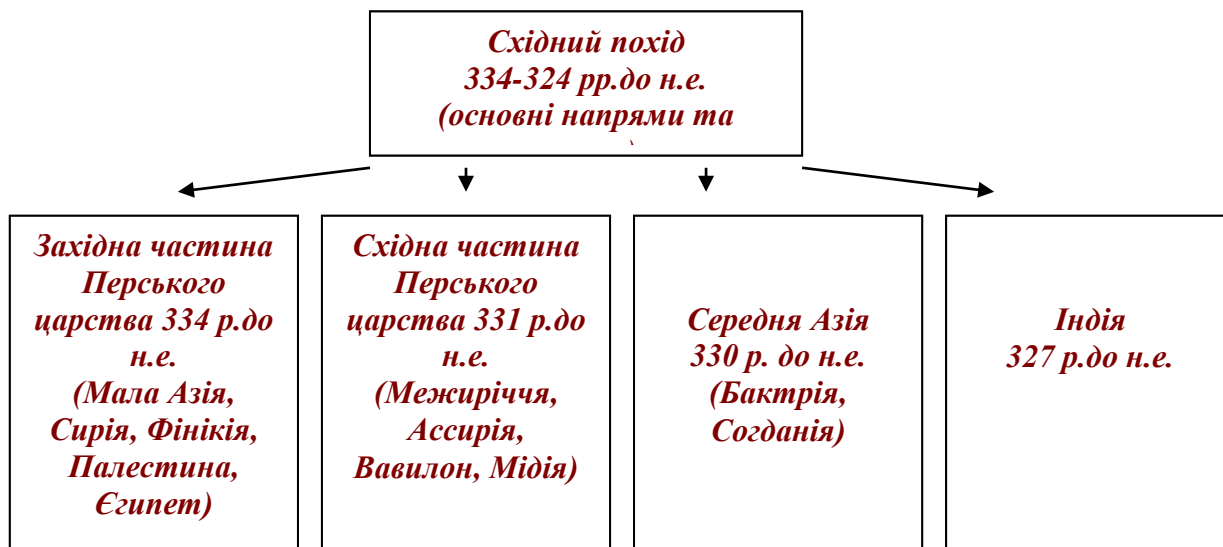 Східний похід
334-324 рр.до н.е.
(основні напрями та
Західна частина
Перського
царства 334 р.до
н.е.
(Мала Азія,
Сирія, Фінікія,
Палестина,
Єгипет)
Східна частина
Перського
царства 331 р.до
н.е.
(Межиріччя,
Ассирія,
Вавилон, Мідія)
Середня Азія
330 р. до н.е.
(Бактрія,
Согданія)
Індія
327 р.до н.е.